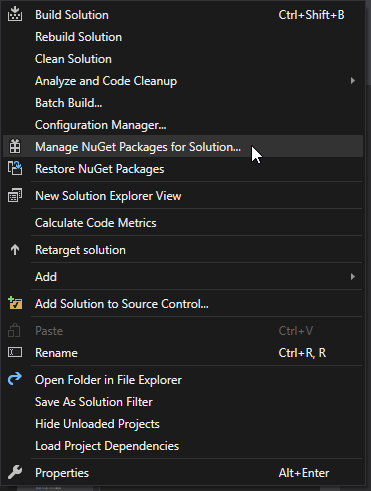 Build Solution Ctrl+Shift+B
Rebuild Solution
Clean Solution
Analyze and Code Cleanup
Batch Build...
Configuration Manager...
Manage NuGet Packages for Solution...
Restore NuGet Packages
New Solution Explorer View
Calculate Code Metrics
Retarget solution
Add
Add Solution to Source Control...
Paste Ctrl+V
Rename Ctrl+R, R
Open Folder in File Explorer
Save As Solution Filter
Hide Unloaded Projects
Load Project Dependencies
Properties Alt+Enter